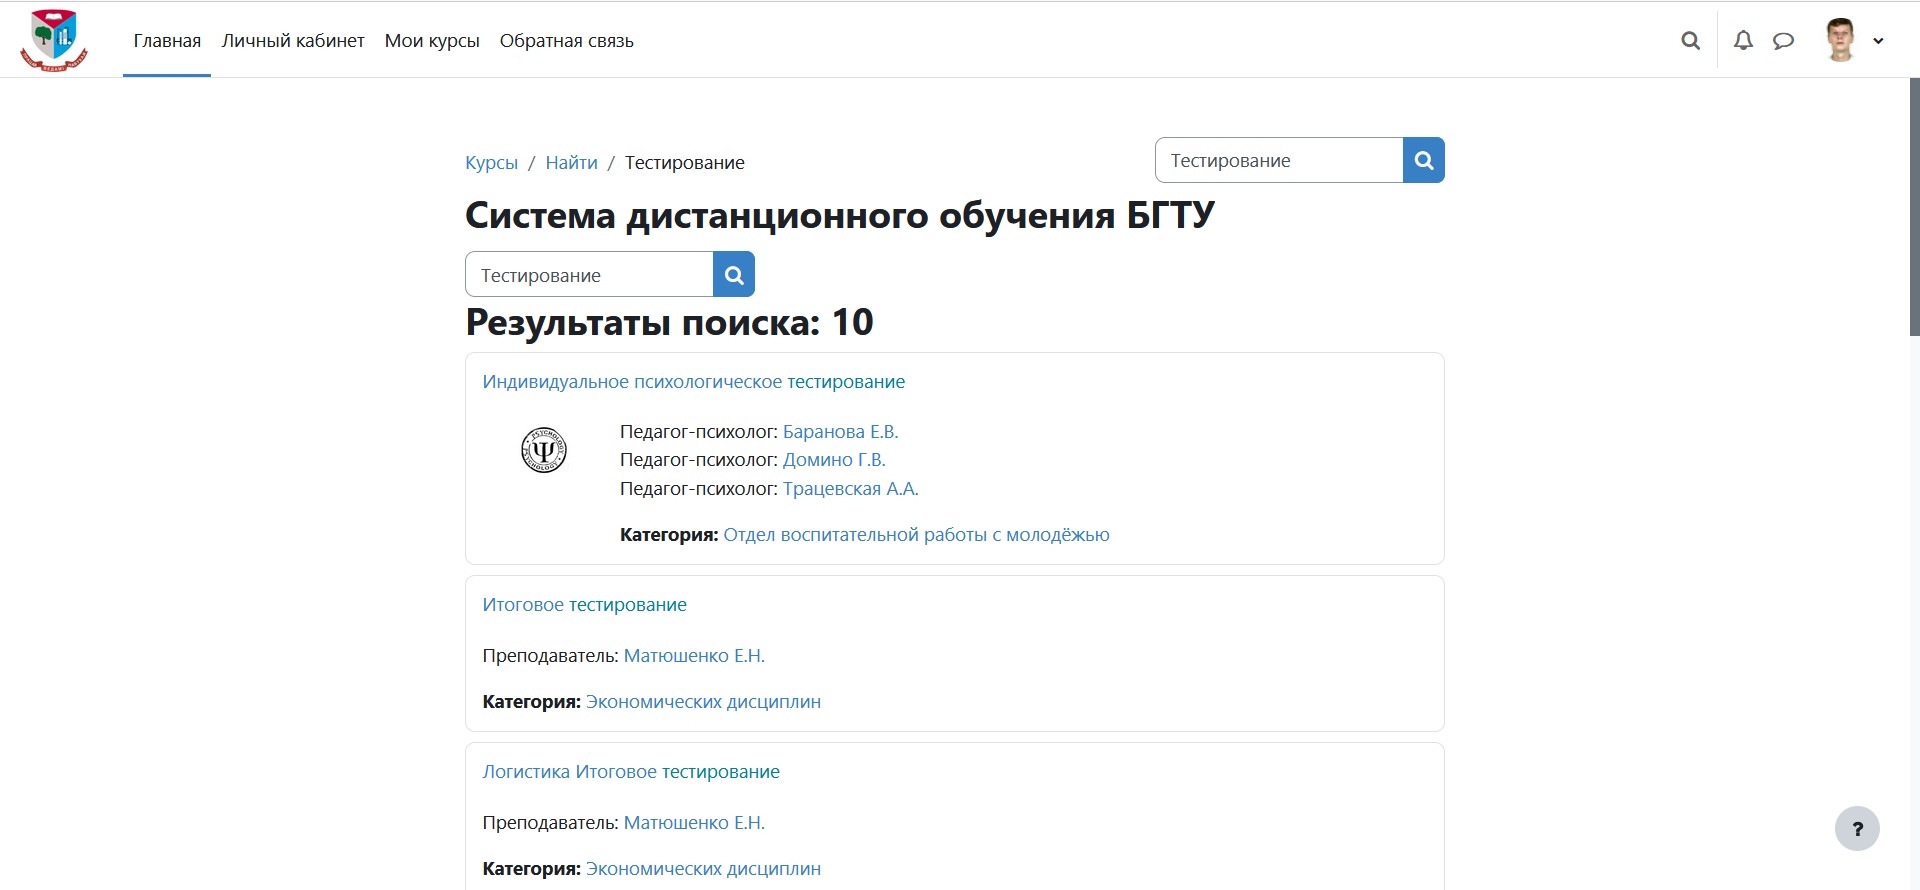 Главная Личный кабинет Мои курсы Обратная связь
Курсы / Найти / Тестирование
Тестирование
Система дистанционного обучения БГТУ
Тестирование
Результаты поиска: 10
Индивидуальное психологическое тестирование
PSYCHOLOGY PSYCHOLOGY
Ψ
Педагог-психолог: Баранова Е.В.
Педагог-психолог: Домино Г.В.
Педагог-психолог: Трацевская А.А.
Категория: Отдел воспитательной работы с молодёжью
Итоговое тестирование
Преподаватель: Матюшенко Е.Н.
Категория: Экономических дисциплин
Логистика Итоговое тестирование
Преподаватель: Матюшенко Е.Н.
Категория: Экономических дисциплин
?